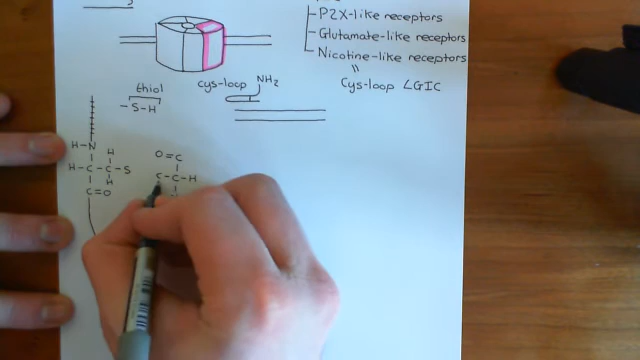 P2X-like receptors
Glutamate-like receptors
Nicotine-like receptors
"
Cys-loop LGIC
thiol
-S-H
cys-loop
NH2
H-N
H H
H-C-C-S
H
C=O
O=C
C-C-H